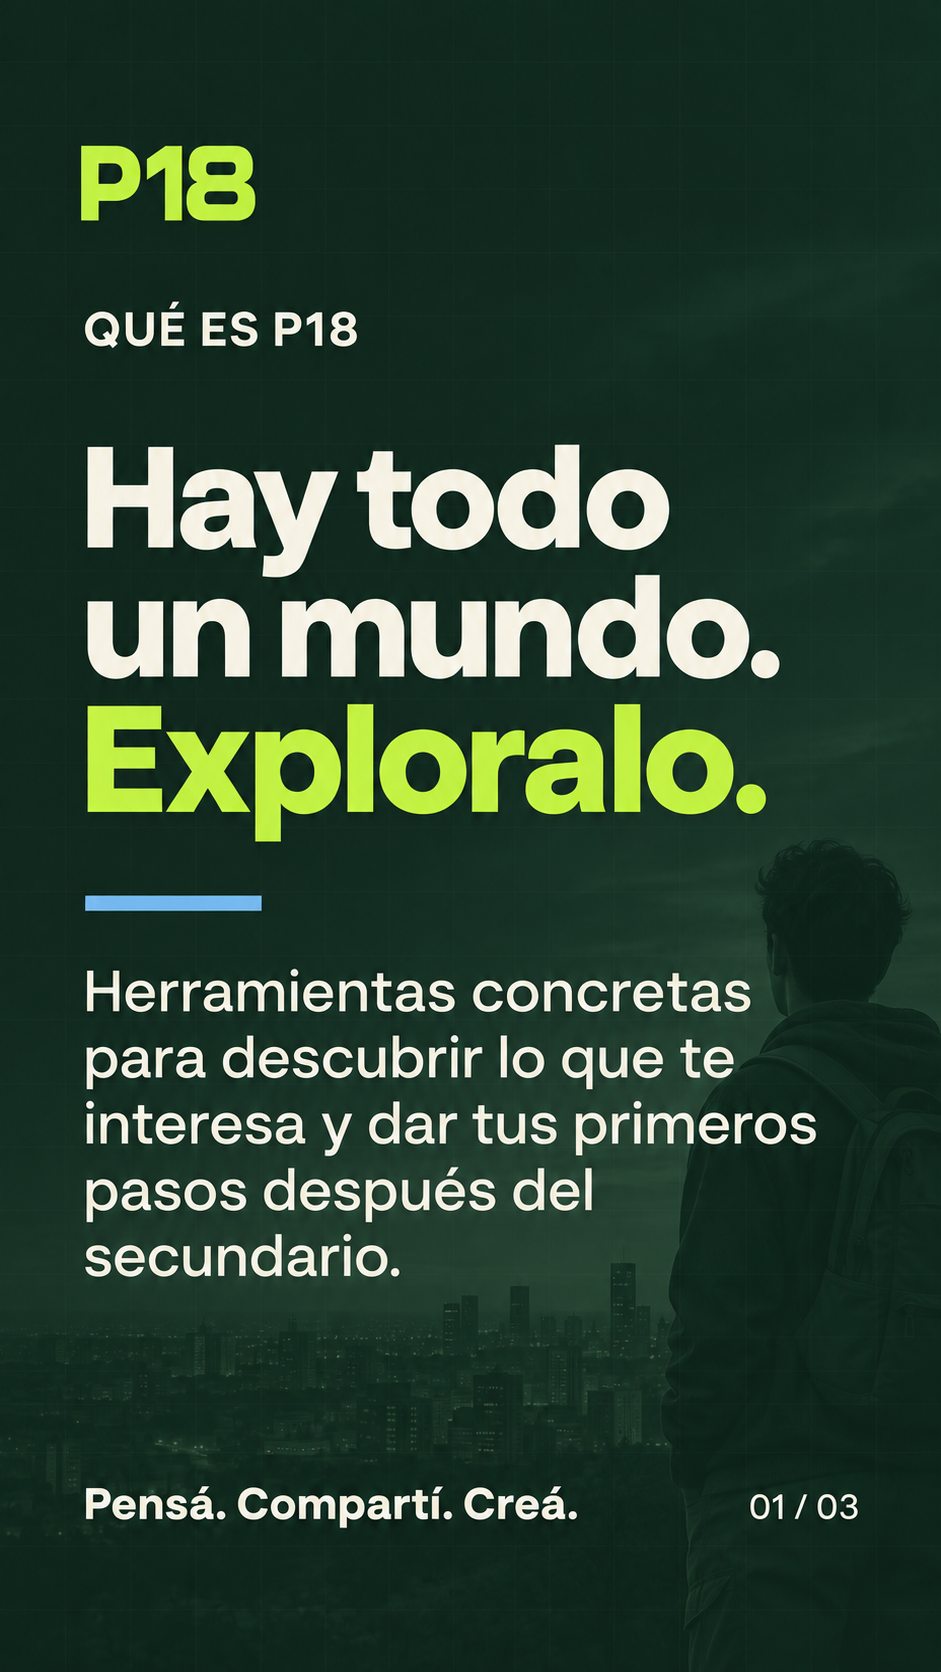 P18
QUÉ ES P18
Hay todo
un mundo.
Exploralo.
Herramientas concretas
para descubrir lo que te
interesa y dar tus primeros
pasos después del
secundario.
Pensá. Compartí. Creá.
01 / 03